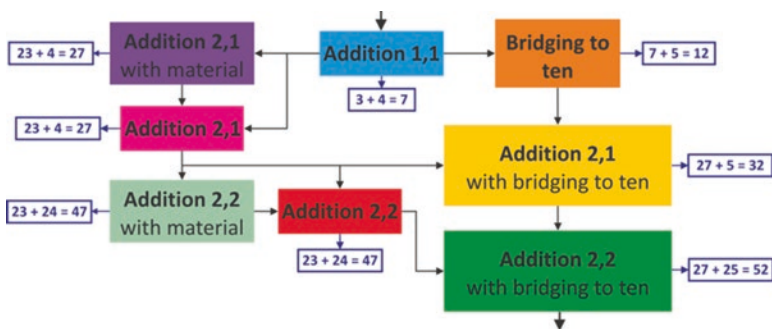 23 + 4 = 27
Addition 2,1
with material
Addition 1,1
Bridging to
ten
7 + 5 = 12
3 + 4 = 7
23 + 4 = 27
Addition 2,1
Addition 2,1
with bridging to ten
27 + 5 = 32
23 + 24 = 47
Addition 2,2
with material
Addition 2,2
23 + 24 = 47
Addition 2,2
with bridging to ten
27 + 25 = 52